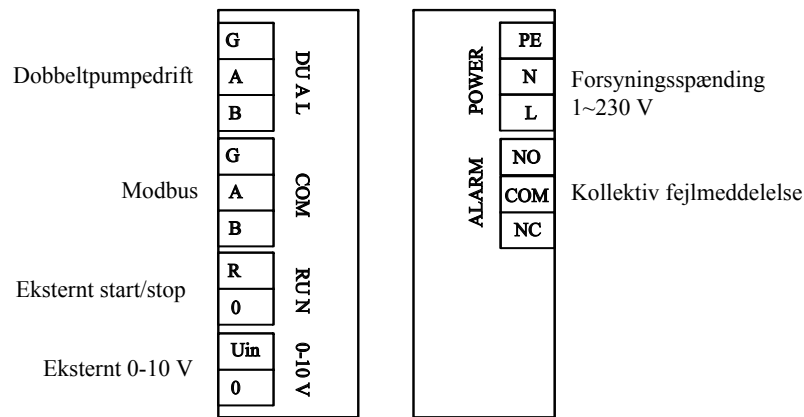 Dobbeltpumpedrift
G
A
B
DUAL
Modbus
G
A
B
COM
Eksternt start/stop
R
0
RUN
Eksternt 0-10 V
Uin
0
0-10V
POWER
PE
N
L
Forsyningsspænding
1~230 V
ALARM
NO
COM
NC
Kollektiv fejlmeddelelse